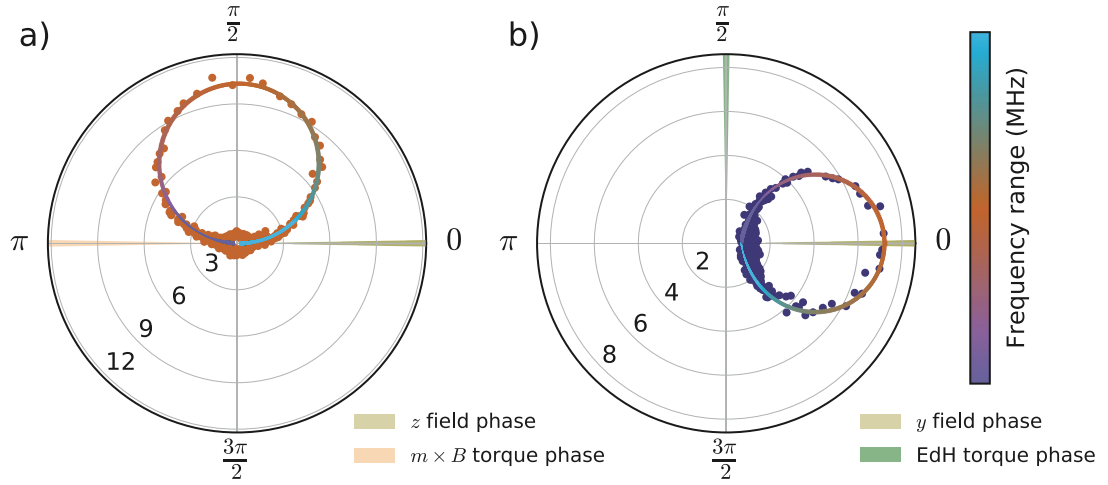 a)
π/2
π
0
3
6
9
12
3π/2
z field phase
m × B torque phase
b)
π/2
π
0
2
4
6
8
3π/2
y field phase
EdH torque phase
Frequency range (MHz)